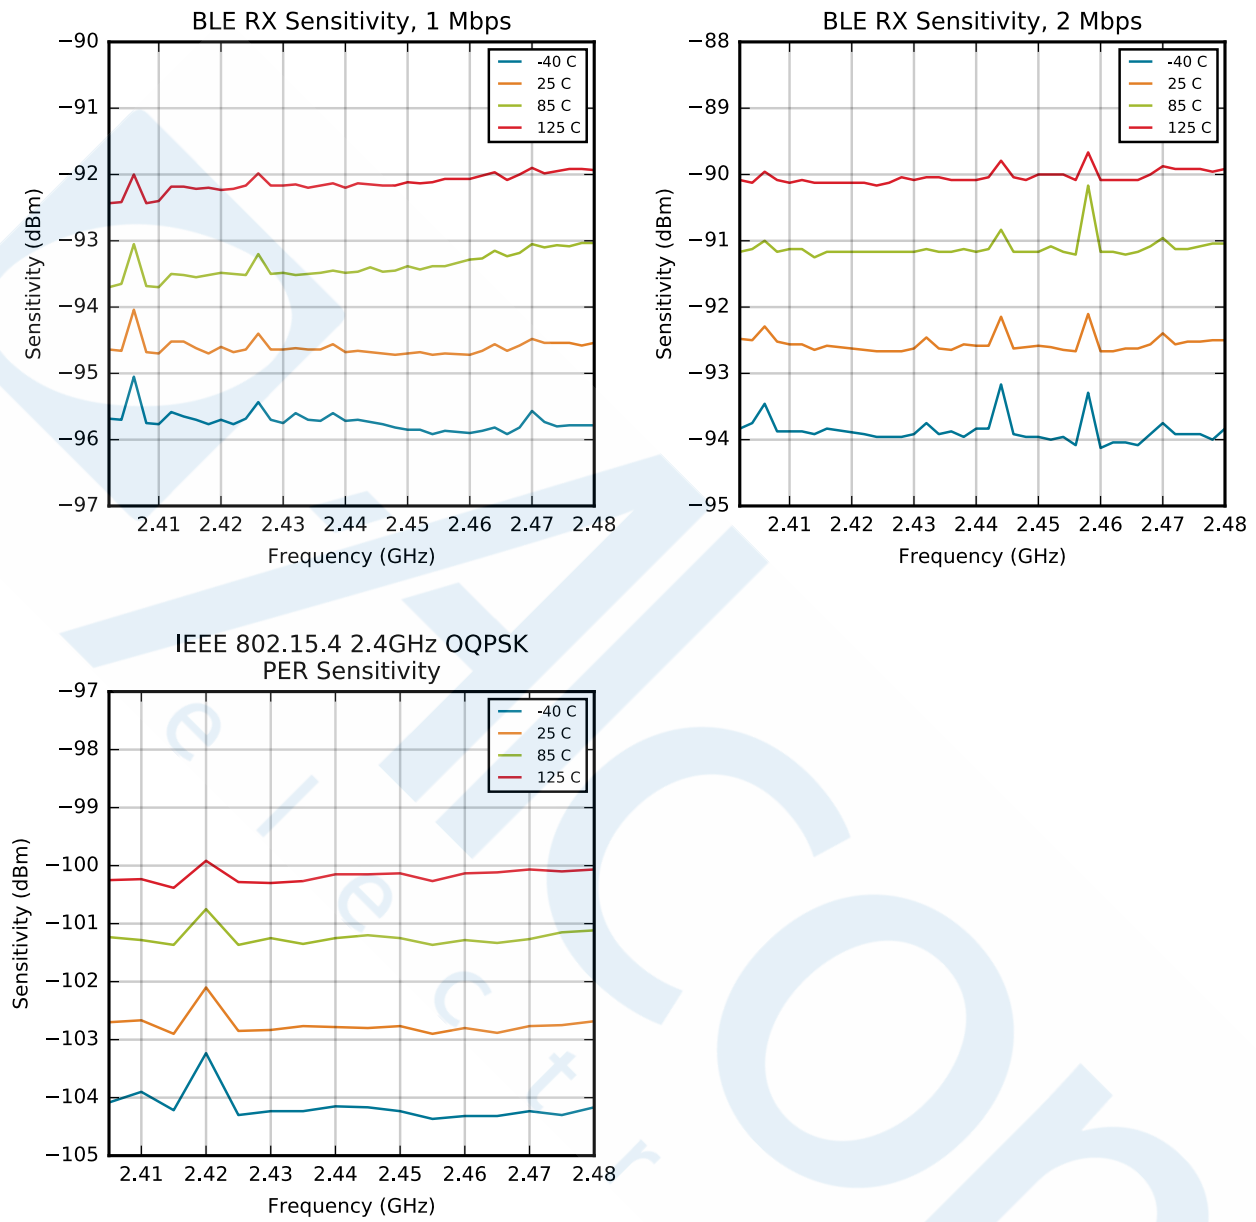 BLE RX Sensitivity, 1 Mbps
−90
−91
−92
−93
−94
−95
−96
−97
Sensitivity (dBm)
-40 C
25 C
85 C
125 C
2.41 2.42 2.43 2.44 2.45 2.46 2.47 2.48
Frequency (GHz)
BLE RX Sensitivity, 2 Mbps
−88
−89
−90
−91
−92
−93
−94
−95
Sensitivity (dBm)
-40 C
25 C
85 C
125 C
2.41 2.42 2.43 2.44 2.45 2.46 2.47 2.48
Frequency (GHz)
IEEE 802.15.4 2.4GHz OQPSK
PER Sensitivity
−97
−98
−99
−100
−101
−102
−103
−104
−105
Sensitivity (dBm)
-40 C
25 C
85 C
125 C
2.41 2.42 2.43 2.44 2.45 2.46 2.47 2.48
Frequency (GHz)